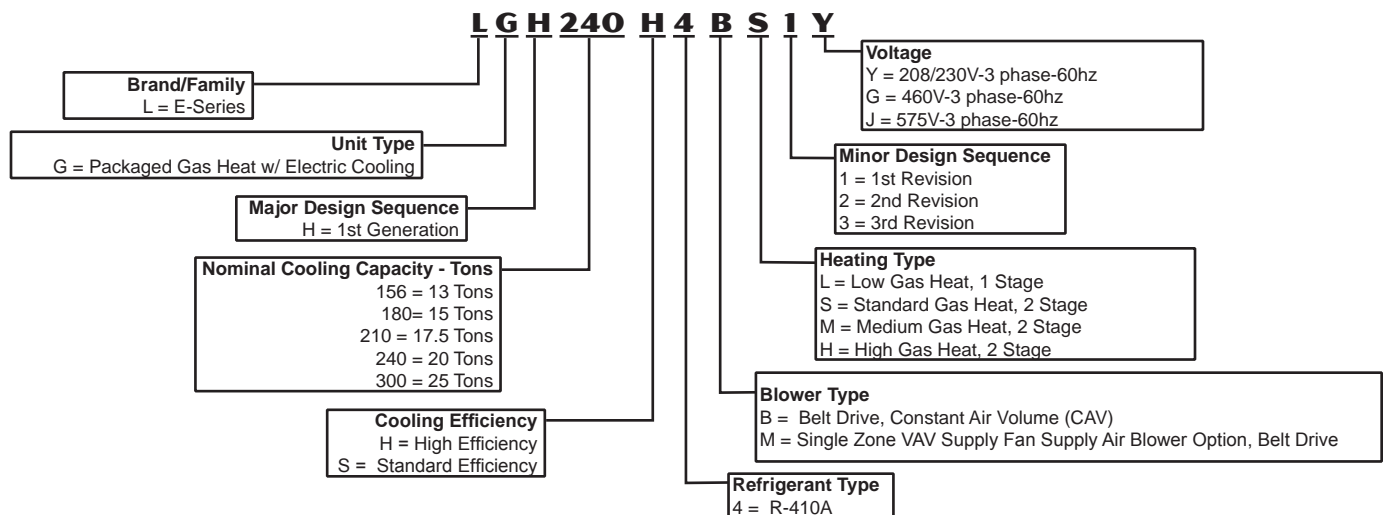 L G H 240 H 4 B S 1 Y
Brand/Family
L = E-Series
Unit Type
G = Packaged Gas Heat w/ Electric Cooling
Major Design Sequence
H = 1st Generation
Nominal Cooling Capacity - Tons
156 = 13 Tons
180= 15 Tons
210 = 17.5 Tons
240 = 20 Tons
300 = 25 Tons
Cooling Efficiency
H = High Efficiency
S = Standard Efficiency
Voltage
Y = 208/230V-3 phase-60hz
G = 460V-3 phase-60hz
J = 575V-3 phase-60hz
Minor Design Sequence
1 = 1st Revision
2 = 2nd Revision
3 = 3rd Revision
Heating Type
L = Low Gas Heat, 1 Stage
S = Standard Gas Heat, 2 Stage
M = Medium Gas Heat, 2 Stage
H = High Gas Heat, 2 Stage
Blower Type
B = Belt Drive, Constant Air Volume (CAV)
M = Single Zone VAV Supply Fan Supply Air Blower Option, Belt Drive
Refrigerant Type
4 = R-410A